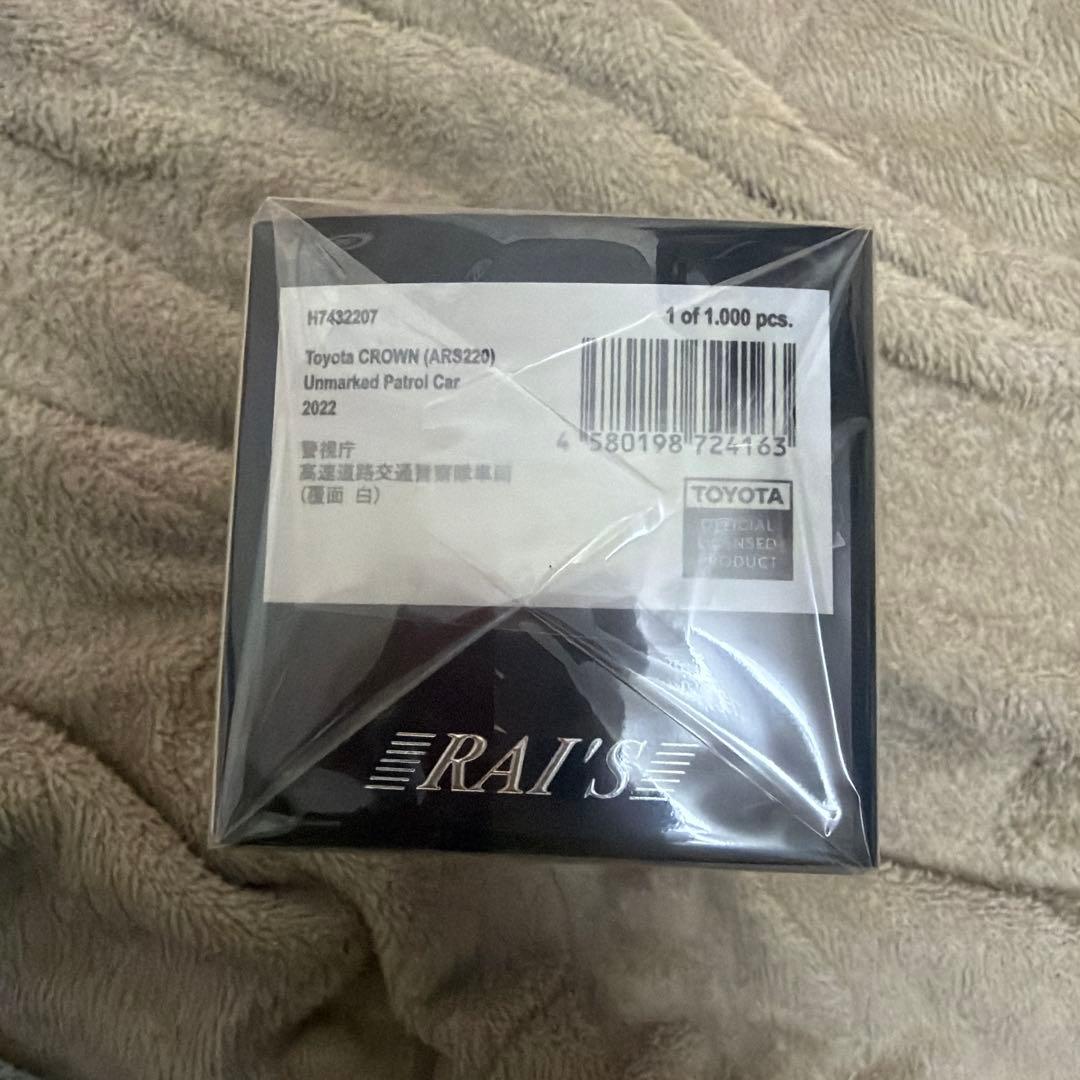 H7432207
1 of 1.000 pcs.
Toyota CROWN (ARS220)
Unmarked Patrol Car
2022
4 580198 724163
警視庁
高速道路交通警察隊車両
(覆面 白)
TOYOTA
OFFICIAL
LICENSED
PRODUCT
RAI'S